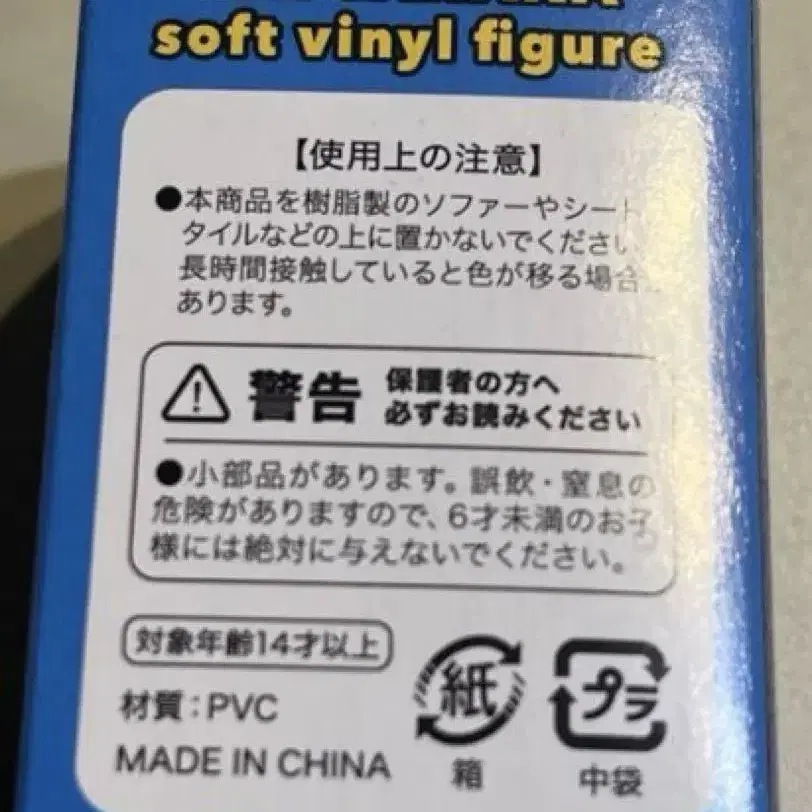 soft vinyl figure
【使用上の注意】
●本商品を樹脂製のソファーやシート
タイルなどの上に置かないでください
長時間接触していると色が移る場合
あります。
警告
保護者の方へ
必ずお読みください
●小部品があります。誤飲・窒息の
危険がありますので、6才未満のお子
様には絶対に与えないでください。
対象年齢14才以上
材質:PVC
MADE IN CHINA
紙
箱
プラ
中袋